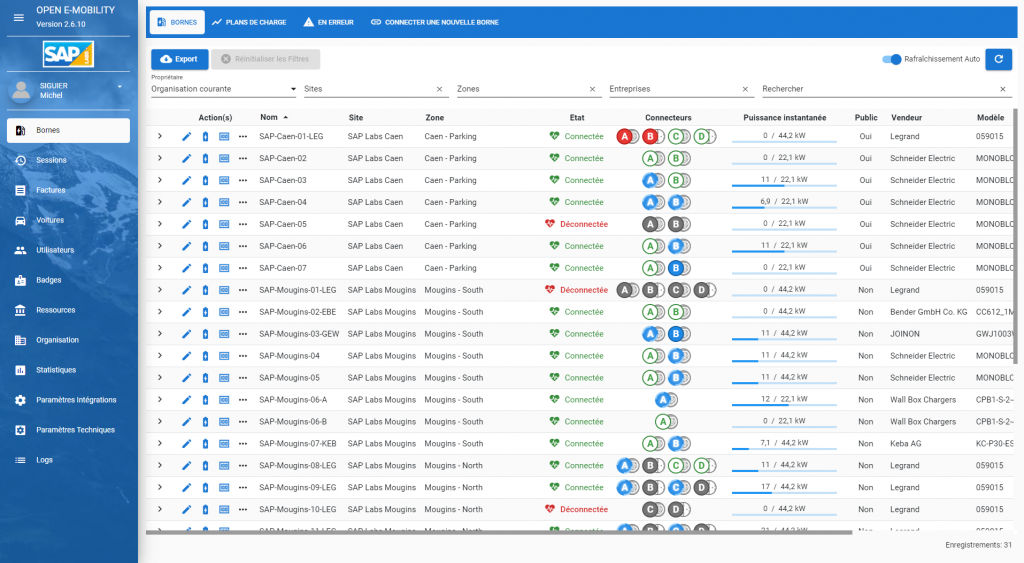 OPEN E-MOBILITY
Version 2.6.10
SAP
SIGUIER
Michel
Bornes
Sessions
Factures
Voitures
Utilisateurs
Badges
Ressources
Organisation
Statistiques
Paramètres Intégrations
Paramètres Techniques
Logs
BORNES PLANS DE CHARGE EN ERREUR CONNECTER UNE NOUVELLE BORNE
Export Réinitialiser les Filtres Rafraîchissement Auto
Propriétaire
Organisation courante Sites Zones Entreprises Rechercher
Action(s) Nom Site Zone Etat Connecteurs Puissance instantanée Public Vendeur Modèle
SAP-Caen-01-LEG SAP Labs Caen Caen - Parking Connectée A B C D 0 / 44,2 kW Oui Legrand 059015
SAP-Caen-02 SAP Labs Caen Caen - Parking Connectée A B 0 / 22,1 kW Oui Schneider Electric MONOBLO
SAP-Caen-03 SAP Labs Caen Caen - Parking Connectée A B 11 / 22,1 kW Oui Schneider Electric MONOBLO
SAP-Caen-04 SAP Labs Caen Caen - Parking Connectée A B 6,9 / 22,1 kW Oui Schneider Electric MONOBLO
SAP-Caen-05 SAP Labs Caen Caen - Parking Déconnectée A B 0 / 22,1 kW Oui Schneider Electric MONOBLO
SAP-Caen-06 SAP Labs Caen Caen - Parking Connectée A B 11 / 22,1 kW Oui Schneider Electric MONOBLO
SAP-Caen-07 SAP Labs Caen Caen - Parking Connectée A B 0 / 22,1 kW Oui Schneider Electric MONOBLO
SAP-Mougins-01-LEG SAP Labs Mougins Mougins - South Déconnectée A B C D 0 / 44,2 kW Non Legrand 059015
SAP-Mougins-02-EBE SAP Labs Mougins Mougins - South Connectée A B 0 / 44,2 kW Non Bender GmbH Co. KG CC612_1M
SAP-Mougins-03-GEW SAP Labs Mougins Mougins - South Connectée A B 11 / 44,2 kW Non JOINON GWJ1003
SAP-Mougins-04 SAP Labs Mougins Mougins - South Connectée A B 11 / 44,2 kW Non Schneider Electric MONOBLO
SAP-Mougins-05 SAP Labs Mougins Mougins - South Connectée A B 11 / 44,2 kW Non Schneider Electric MONOBLO
SAP-Mougins-06-A SAP Labs Mougins Mougins - South Connectée A 12 / 22,1 kW Non Wall Box Chargers CPB1-S-2-
SAP-Mougins-06-B SAP Labs Mougins Mougins - South Connectée A 0 / 22,1 kW Non Wall Box Chargers CPB1-S-2-
SAP-Mougins-07-KEB SAP Labs Mougins Mougins - South Connectée A B 7,1 / 44,2 kW Non Keba AG KC-P30-ES
SAP-Mougins-08-LEG SAP Labs Mougins Mougins - North Connectée A B C D 11 / 44,2 kW Non Legrand 059015
SAP-Mougins-09-LEG SAP Labs Mougins Mougins - North Connectée A B C D 17 / 44,2 kW Non Legrand 059015
SAP-Mougins-10-LEG SAP Labs Mougins Mougins - North Déconnectée C D 0 / 44,2 kW Non Legrand 059015
SAP-Mougins-11-LEG SAP Labs Mougins Mougins - North Connectée A B C D 21 / 44,2 kW Non Legrand 059015
Enregistrements: 31